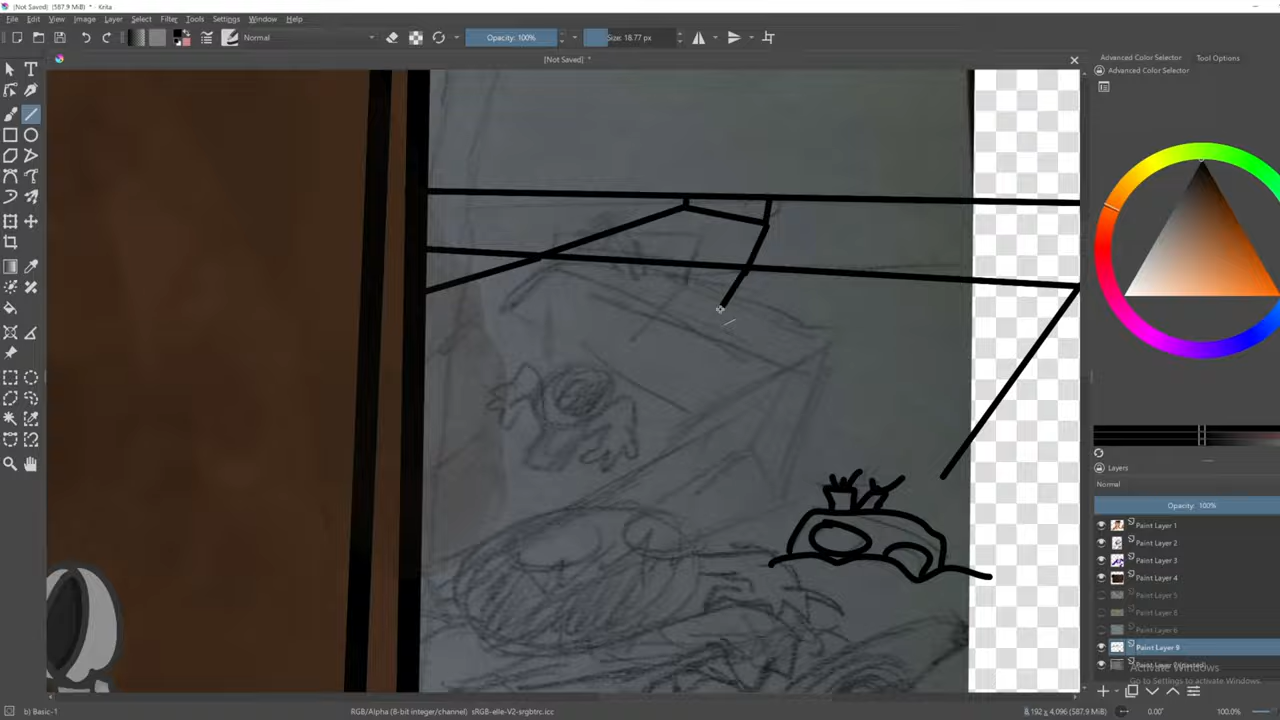 [Not Saved] (587.9 MiB) * - Krita
File Edit View Image Layer Select Filter Tools Settings Window Help
Normal
Opacity: 100%
Size: 18.77 px
[Not Saved] *
Advanced Color Selector
Tool Options
Advanced Color Selector
Layers
Normal
Opacity: 100%
Paint Layer 1
Paint Layer 2
Paint Layer 3
Paint Layer 4
Paint Layer 5
Paint Layer 6
Paint Layer 6
Paint Layer 9
Activate Windows
Go to Settings to activate Windows.
b) Basic-1
RGB/Alpha (8-bit integer/channel) sRGB-elle-V2-srgbtrc.icc
8,192 x 4,096 (587.9 MiB)
0.00°
100.0%